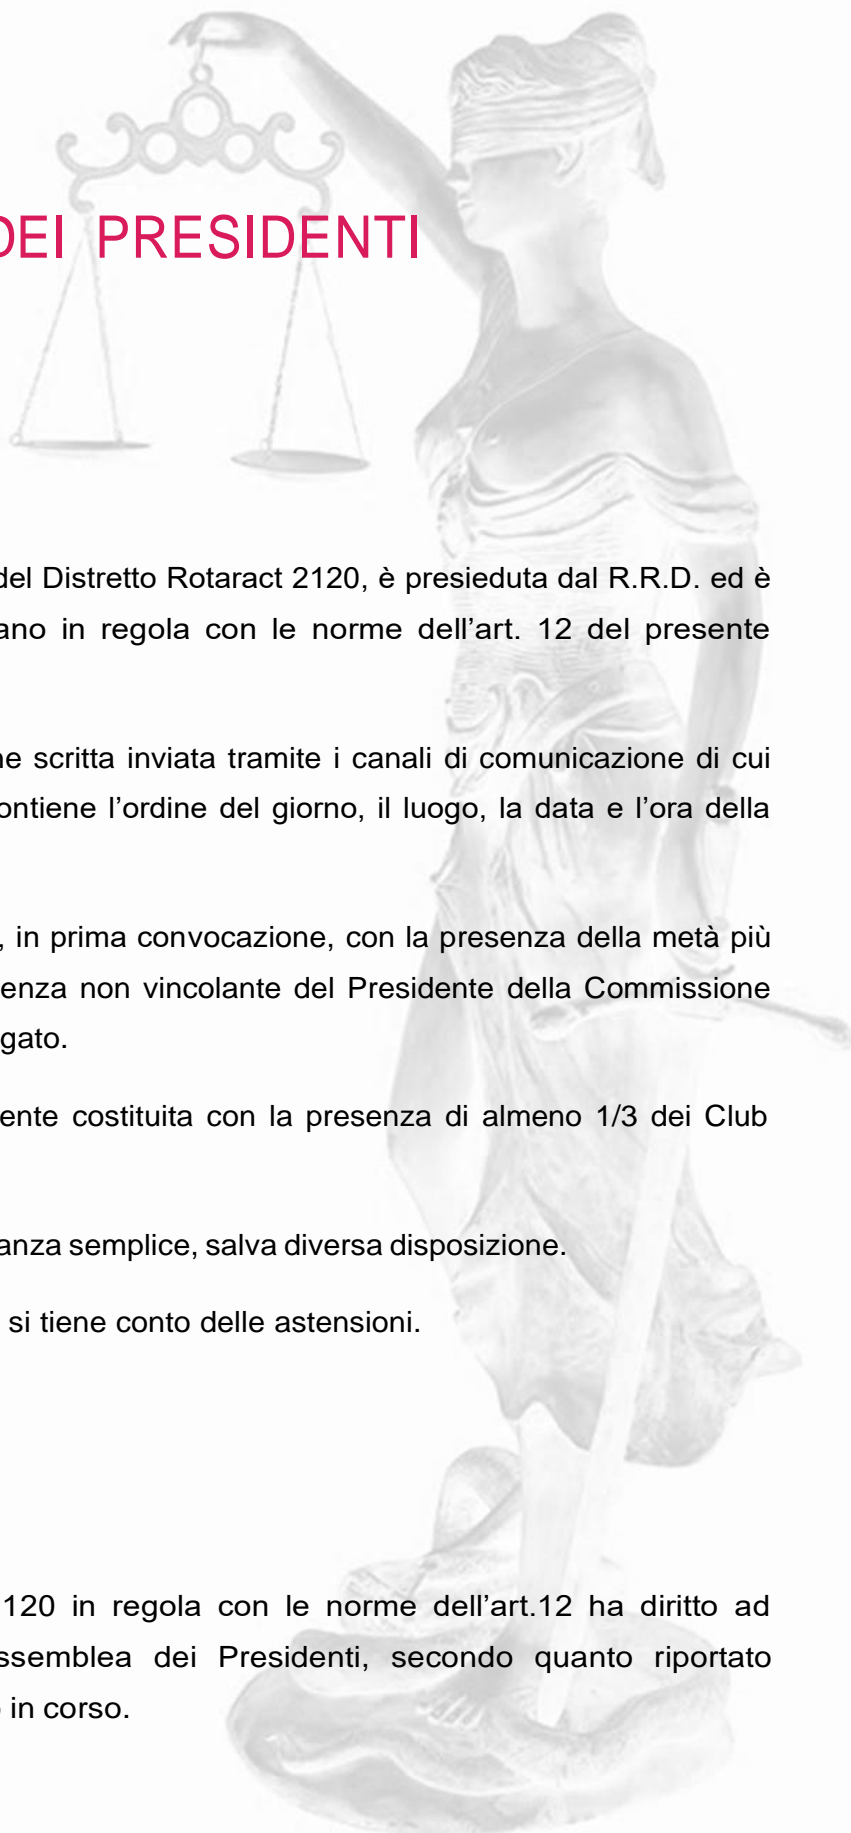 DEI PRESIDENTI
del Distretto Rotaract 2120, è presieduta dal R.R.D. ed è
ano in regola con le norme dell’art. 12 del presente
ne scritta inviata tramite i canali di comunicazione di cui
ontiene l’ordine del giorno, il luogo, la data e l’ora della
, in prima convocazione, con la presenza della metà più
enza non vincolante del Presidente della Commissione
gato.
ente costituita con la presenza di almeno 1/3 dei Club
anza semplice, salva diversa disposizione.
si tiene conto delle astensioni.
120 in regola con le norme dell’art.12 ha diritto ad
ssemblea dei Presidenti, secondo quanto riportato
in corso.